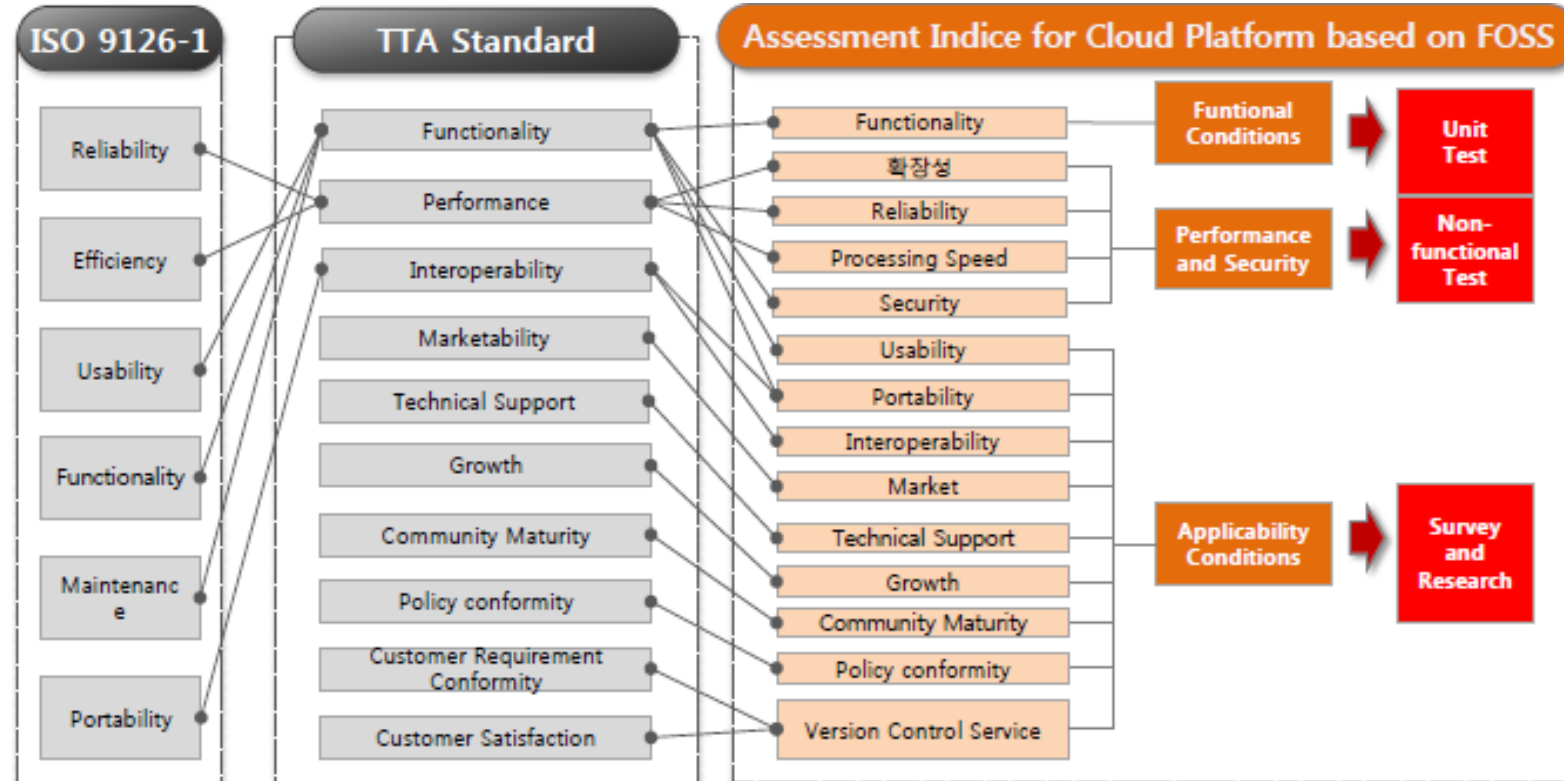 ISO 9126-1
TTA Standard
Assessment Indice for Cloud Platform based on FOSS
Reliability
Efficiency
Usability
Functionality
Maintenanc
e
Portability
Functionality
Performance
Interoperability
Marketability
Technical Support
Growth
Community Maturity
Policy conformity
Customer Requirement
Conformity
Customer Satisfaction
Functionality
확장성
Reliability
Processing Speed
Security
Usability
Portability
Interoperability
Market
Technical Support
Growth
Community Maturity
Policy conformity
Version Control Service
Funtional
Conditions
Performance
and Security
Applicability
Conditions
Unit
Test
Non-
functional
Test
Survey
and
Research